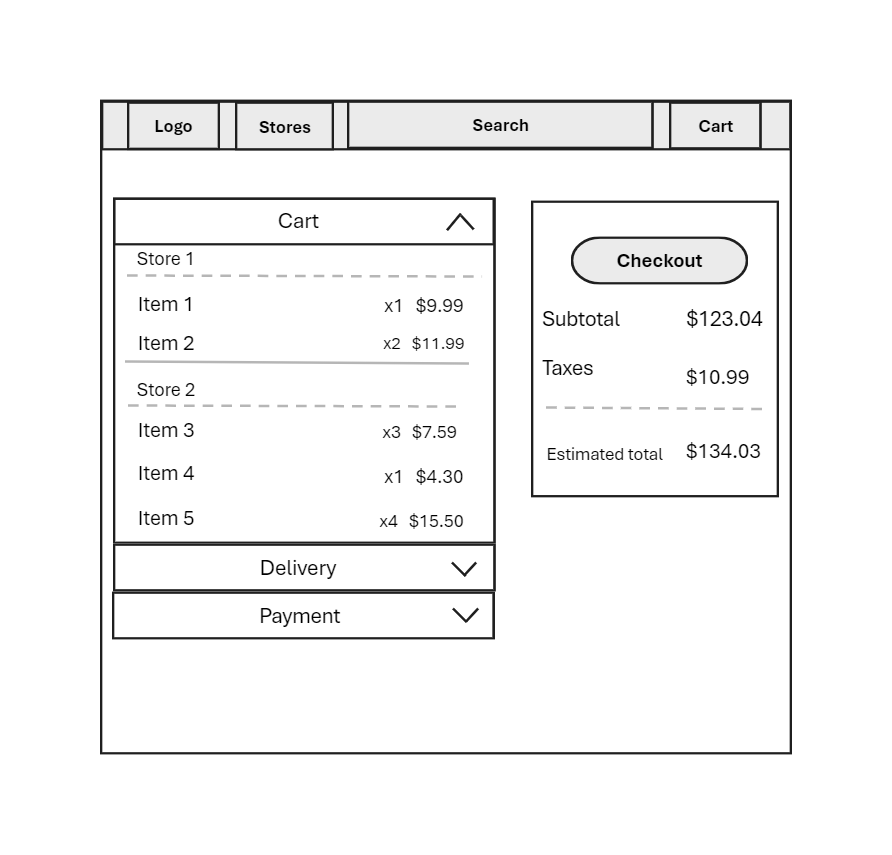 Logo Stores Search Cart
Cart
Store 1
Item 1 x1 $9.99
Item 2 x2 $11.99
Store 2
Item 3 x3 $7.59
Item 4 x1 $4.30
Item 5 x4 $15.50
Delivery
Payment
Checkout
Subtotal $123.04
Taxes $10.99
Estimated total $134.03